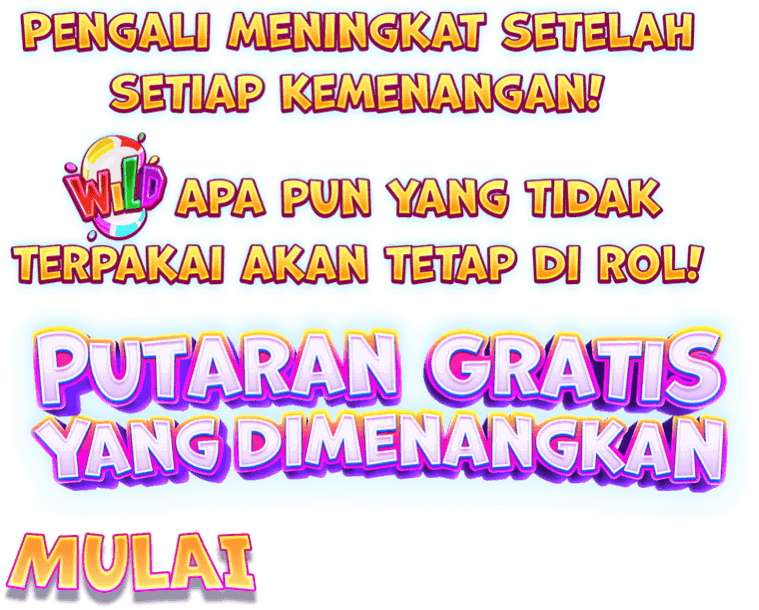 PENGALI MENINGKAT SETELAH
SETIAP KEMENANGAN!
WILD APA PUN YANG TIDAK
TERPAKAI AKAN TETAP DI ROL!
PUTARAN GRATIS
YANG DIMENANGKAN
MULAI